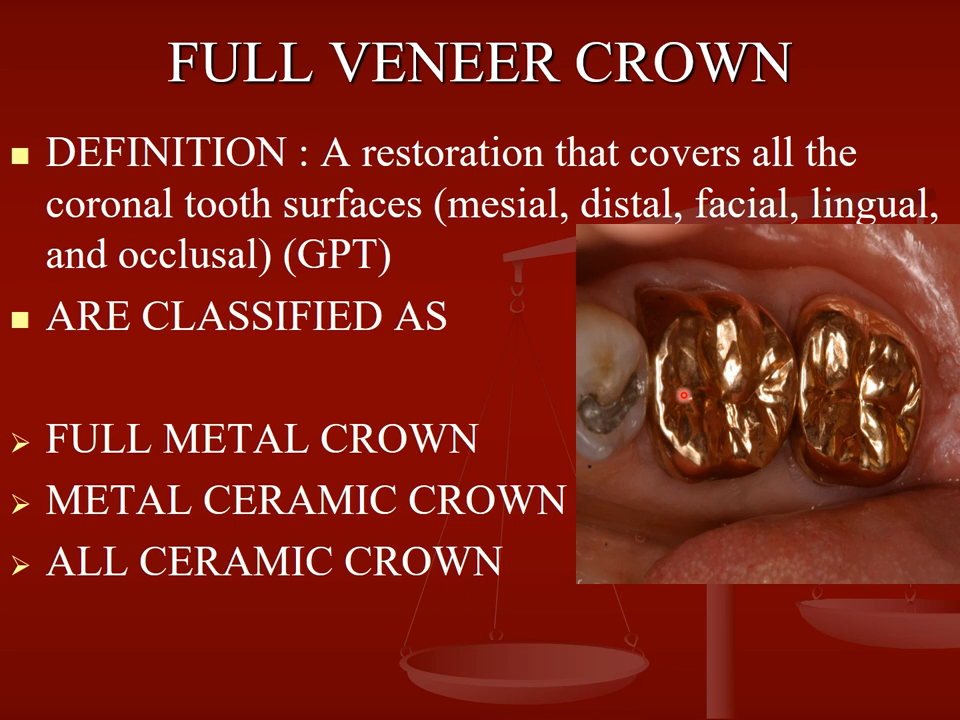 FULL VENEER CROWN
DEFINITION : A restoration that covers all the
coronal tooth surfaces (mesial, distal, facial, lingual,
and occlusal) (GPT)
ARE CLASSIFIED AS
FULL METAL CROWN
METAL CERAMIC CROWN
ALL CERAMIC CROWN